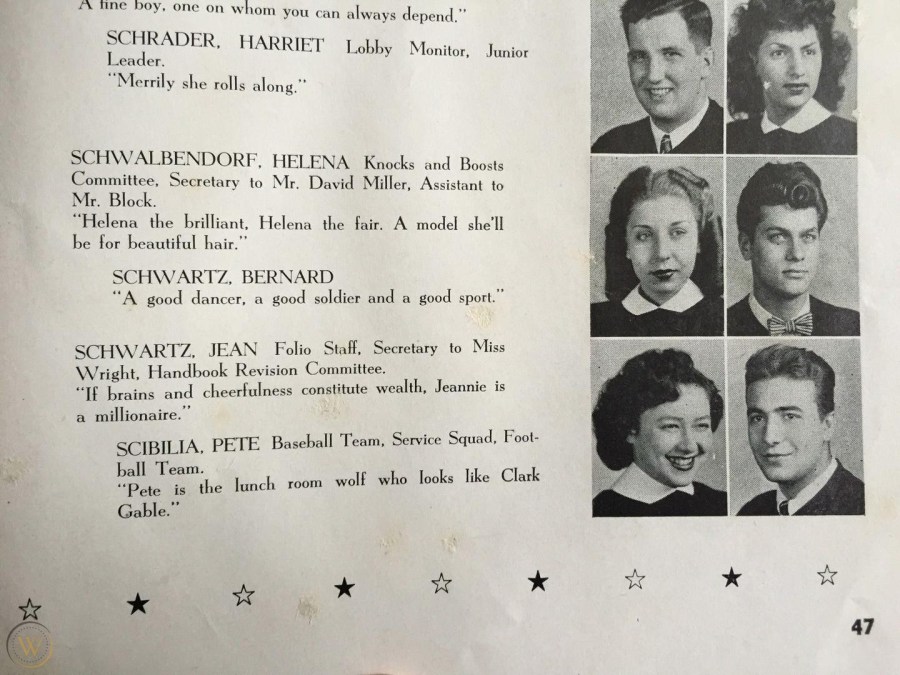 A fine boy, one on whom you can always depend."
SCHRADER, HARRIET Lobby Monitor, Junior
Leader.
"Merrily she rolls along."
SCHWALBENDORF, HELENA Knocks and Boosts
Committee, Secretary to Mr. David Miller, Assistant to
Mr. Block.
"Helena the brilliant, Helena the fair. A model she'll
be for beautiful hair."
SCHWARTZ, BERNARD
"A good dancer, a good soldier and a good sport."
SCHWARTZ, JEAN Folio Staff, Secretary to Miss
Wright, Handbook Revision Committee.
"If brains and cheerfulness constitute wealth, Jeannie is
a millionaire."
SCIBILIA, PETE Baseball Team, Service Squad, Foot-
ball Team.
"Pete is the lunch room wolf who looks like Clark
Gable."
47
W